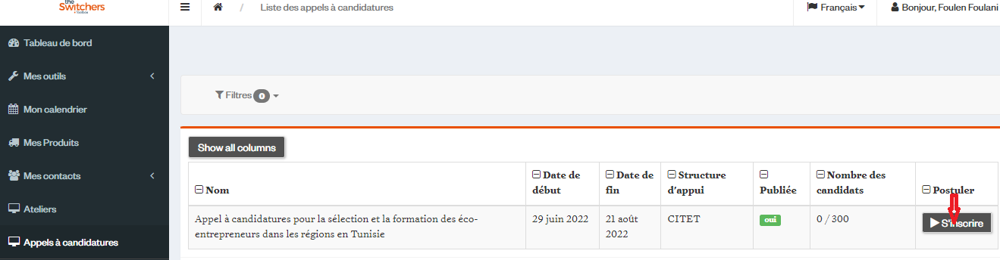 the
Switchers
Toolbox
/ Liste des appels à candidatures
Français
Bonjour, Foulen Foulani
Tableau de bord
Mes outils
Mon calendrier
Mes Produits
Mes contacts
Ateliers
Appels à candidatures
Filtres 0
Show all columns
Nom
Date de
début
Date de
fin
Structure
d'appui
Publiée
Nombre des
candidats
Postuler
Appel à candidatures pour la sélection et la formation des éco-
entrepreneurs dans les régions en Tunisie
29 juin 2022
21 août
2022
CITET
oui
0 / 300
S'inscrire